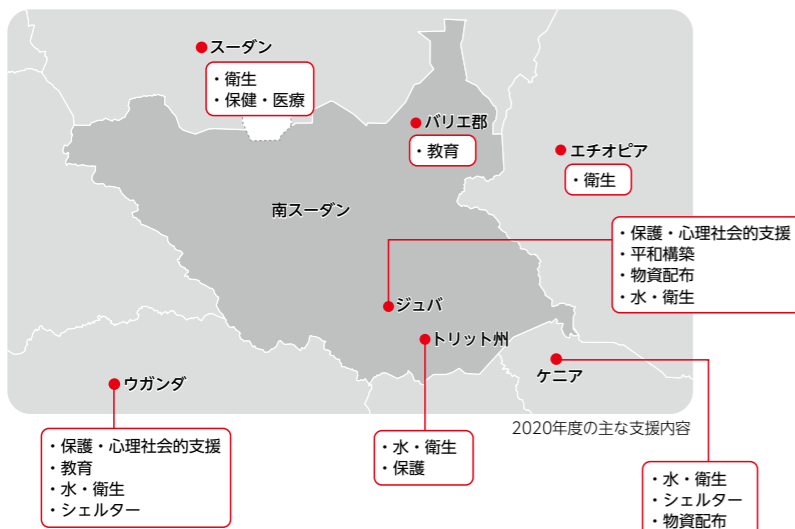 スーダン
・衛生
・保健・医療
バリエ郡
・教育
エチオピア
・衛生
南スーダン
・保護・心理社会的支援
・平和構築
・物資配布
・水・衛生
ジュバ
トリット州
ケニア
ウガンダ
2020年度の主な支援内容
・保護・心理社会的支援
・教育
・水・衛生
・シェルター
・水・衛生
・保護
・水・衛生
・シェルター
・物資配布